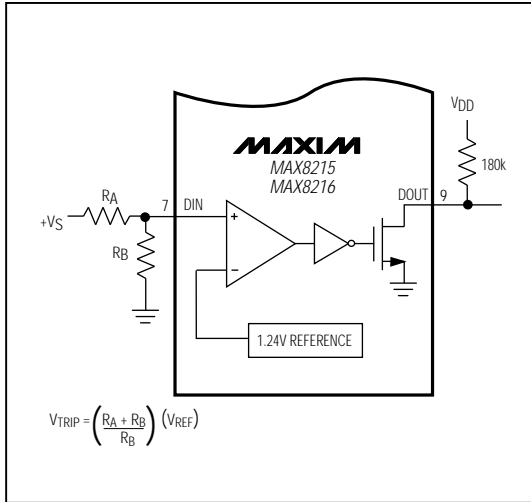 VDD
180k
MAXIM
MAX8215
MAX8216
RA
7
DIN
DOUT
9
+VS
+
RB
−
1.24V REFERENCE
VTRIP = (RA + RB / RB) (VREF)